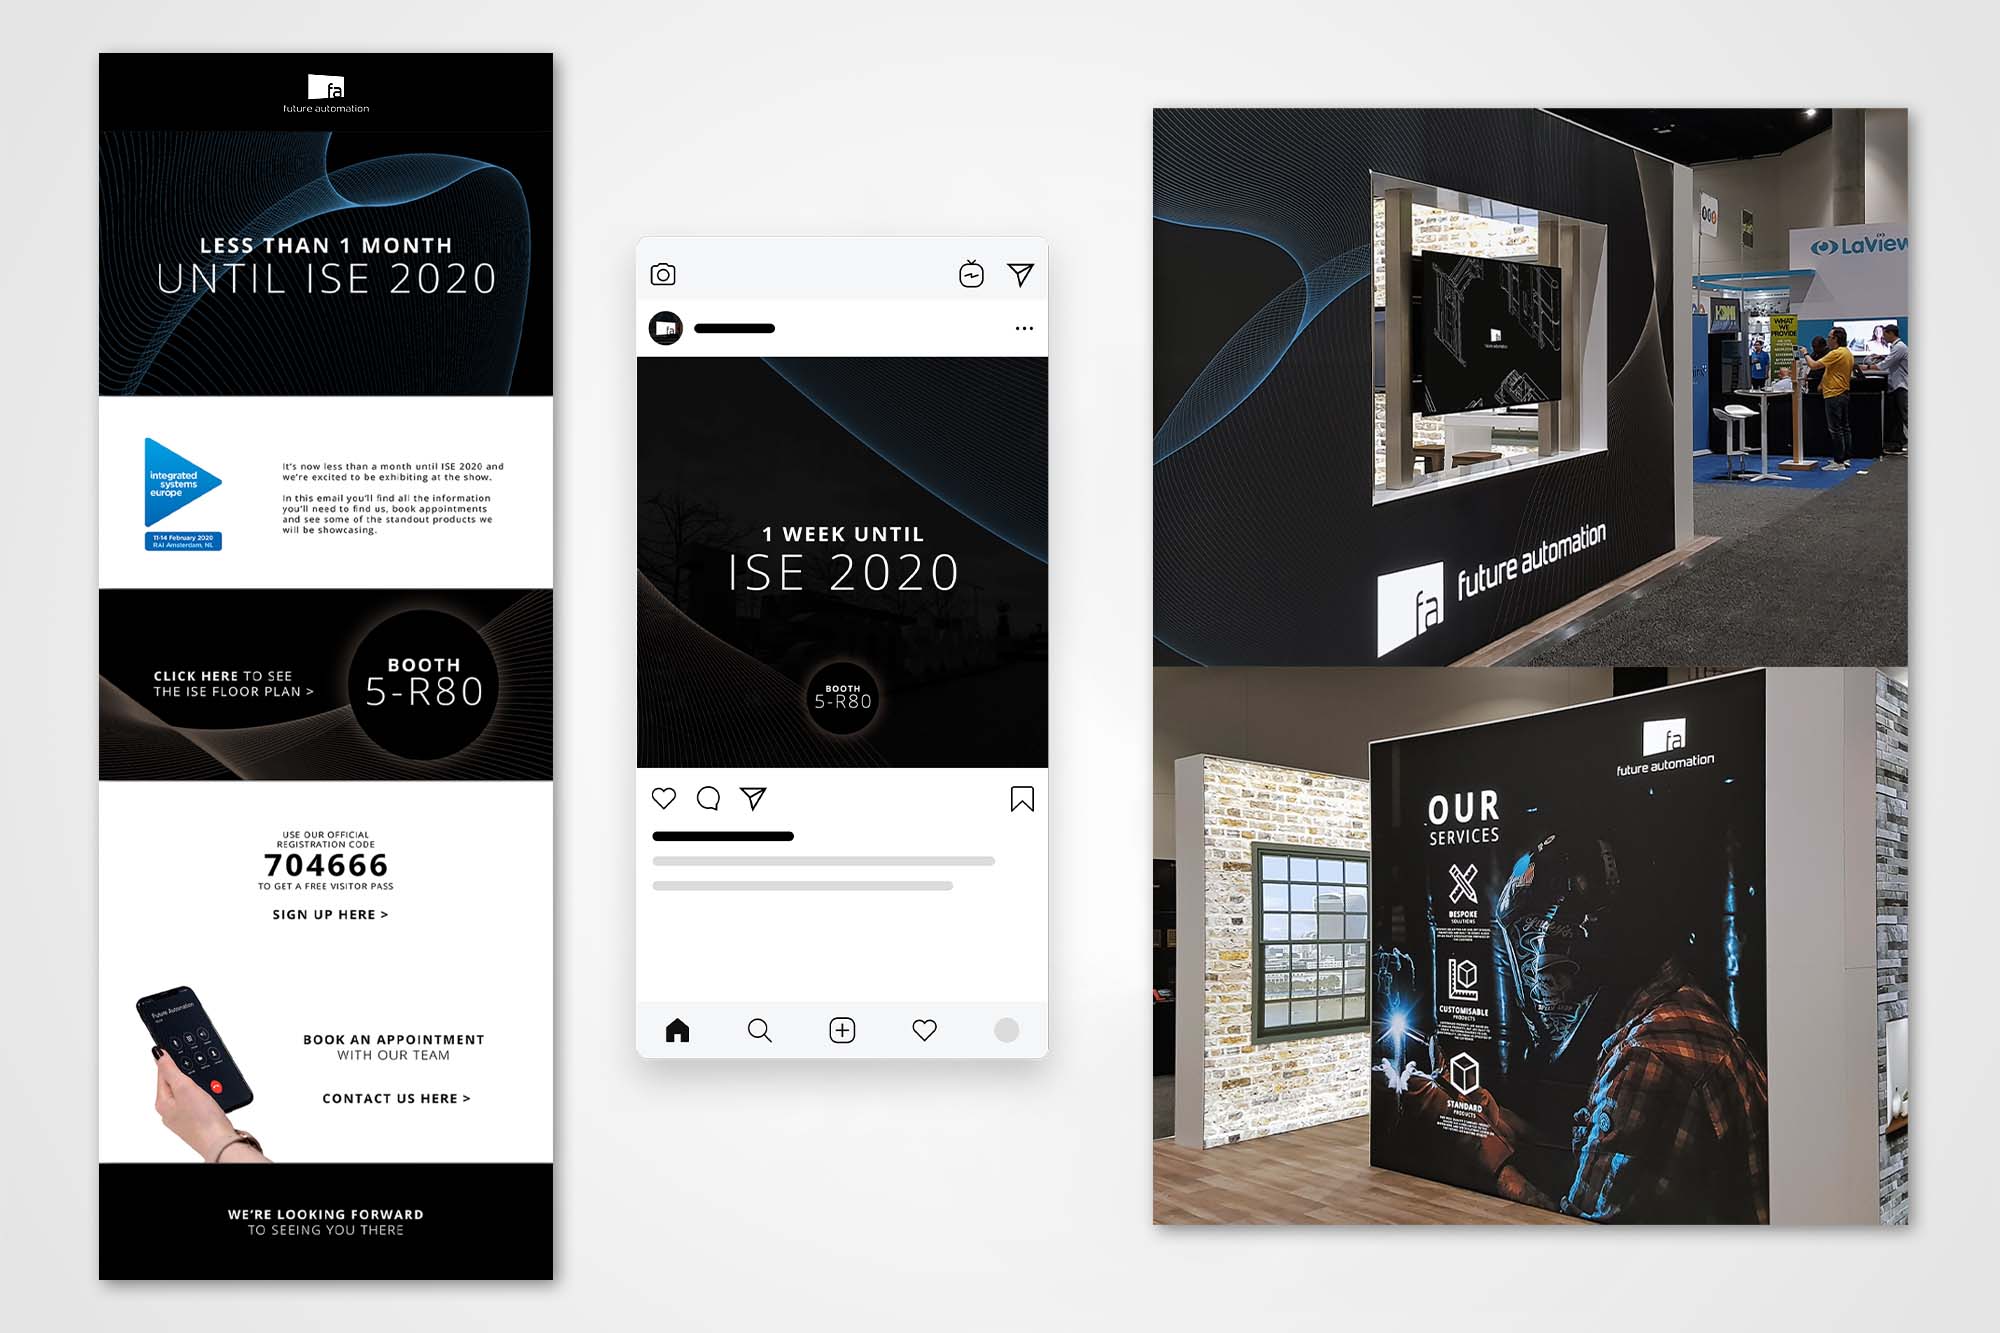 fa
future automation
LESS THAN 1 MONTH
UNTIL ISE 2020
integrated
systems
europe
11-14 February 2020
RAI Amsterdam, NL
It's now less than a month until ISE 2020 and
we're excited to be exhibiting at the show.
In this email you'll find all the information
you'll need to find us, book appointments
and see some of the standout products we
will be showcasing.
CLICK HERE TO SEE
THE ISE FLOOR PLAN >
BOOTH
5-R80
USE OUR OFFICIAL
REGISTRATION CODE
704666
TO GET A FREE VISITOR PASS
SIGN UP HERE >
Future Automation
BOOK AN APPOINTMENT
WITH OUR TEAM
CONTACT US HERE >
WE'RE LOOKING FORWARD
TO SEEING YOU THERE
fa
1 WEEK UNTIL
ISE 2020
BOOTH
5-R80
LaView
WHAT
WE
PROVIDE
future automation
fa
future automation
fa
future automation
OUR
SERVICES
BESPOKE
SOLUTIONS
CUSTOMISABLE
PRODUCTS
STANDARD
PRODUCTS